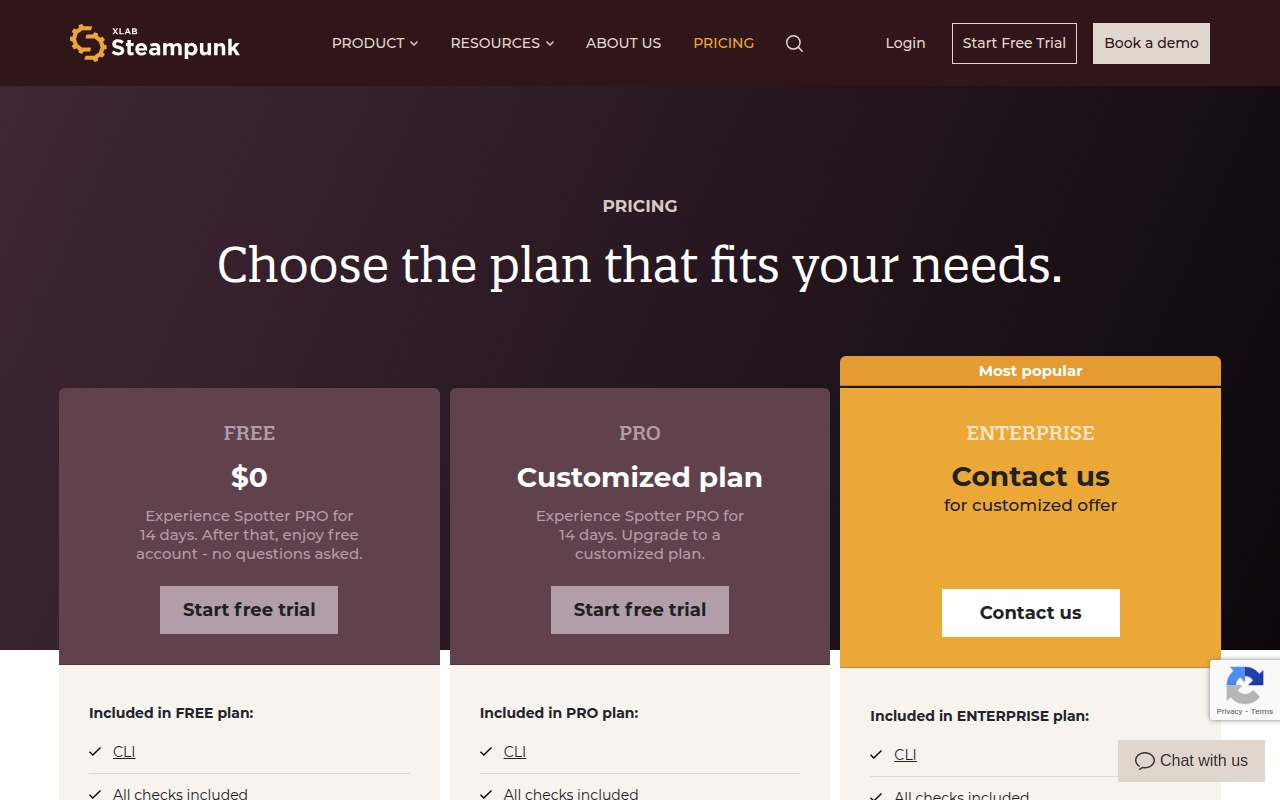 XLAB
Steampunk
PRODUCT
RESOURCES
ABOUT US
PRICING
Login
Start Free Trial
Book a demo
PRICING
Choose the plan that fits your needs.
Most popular
FREE
$0
Experience Spotter PRO for
14 days. After that, enjoy free
account - no questions asked.
Start free trial
PRO
Customized plan
Experience Spotter PRO for
14 days. Upgrade to a
customized plan.
Start free trial
ENTERPRISE
Contact us
for customized offer
Contact us
Included in FREE plan:
CLI
All checks included
Included in PRO plan:
CLI
All checks included
Included in ENTERPRISE plan:
CLI
All checks included
Privacy - Terms
Chat with us